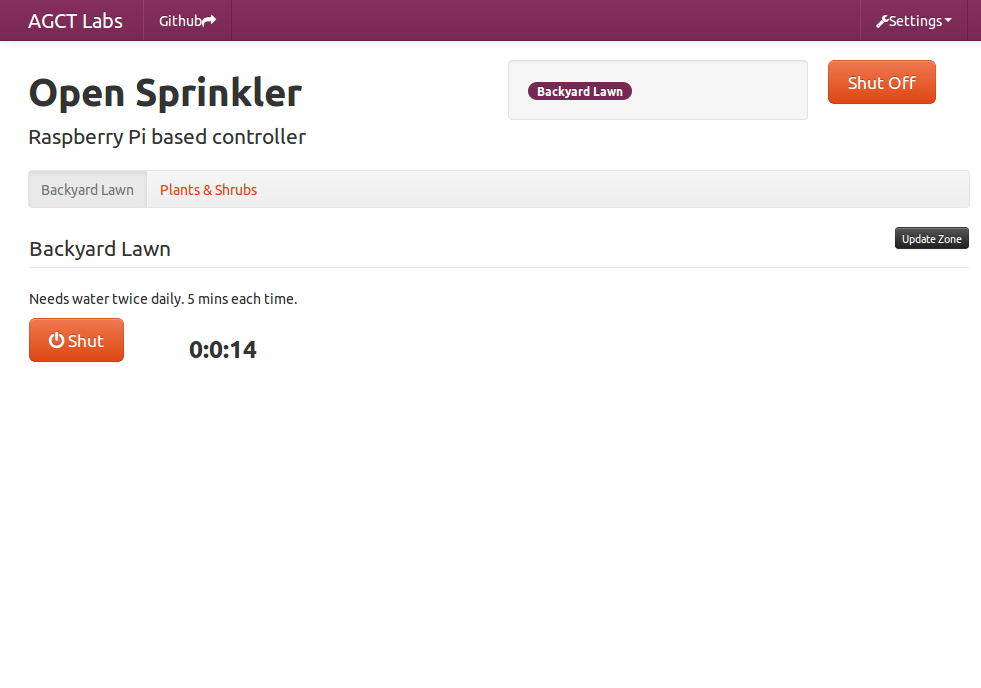 AGCT Labs Github Settings
Open Sprinkler
Raspberry Pi based controller
Backyard Lawn
Shut Off
Backyard Lawn Plants & Shrubs
Backyard Lawn
Update Zone
Needs water twice daily. 5 mins each time.
Shut
0:0:14